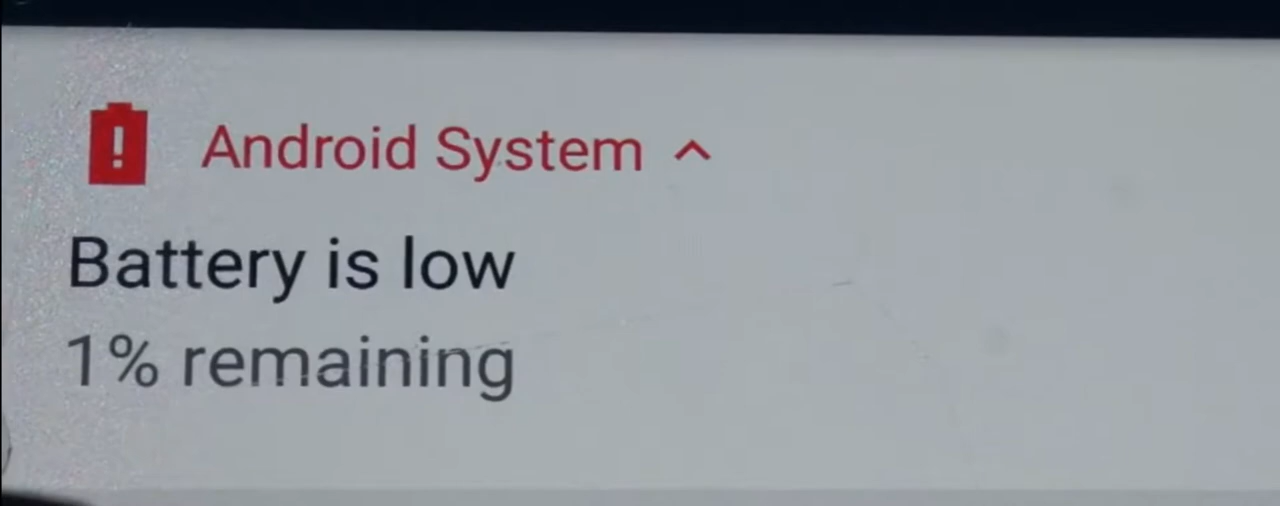 Android System
Battery is low
1% remaining